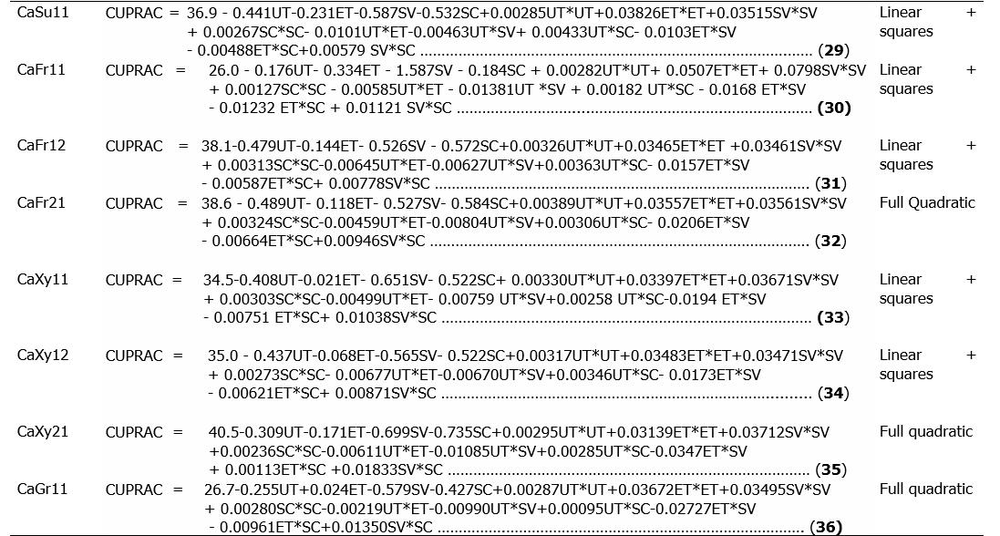 CaSu11 CUPRAC = 36.9 - 0.441UT-0.231ET-0.587SV-0.532SC+0.00285UT*UT+0.03826ET*ET+0.03515SV*SV Linear +
+ 0.00267SC*SC- 0.0101UT*ET-0.00463UT*SV+ 0.00433UT*SC- 0.0103ET*SV squares
- 0.00488ET*SC+0.00579 SV*SC ........................................................................ (29)
CaFr11 CUPRAC = 26.0 - 0.176UT- 0.334ET - 1.587SV - 0.184SC + 0.00282UT*UT+ 0.0507ET*ET+ 0.0798SV*SV Linear +
+ 0.00127SC*SC - 0.00585UT*ET - 0.01381UT *SV + 0.00182 UT*SC - 0.0168 ET*SV squares
- 0.01232 ET*SC + 0.01121 SV*SC ........................................................................ (30)
CaFr12 CUPRAC = 38.1-0.479UT-0.144ET- 0.526SV - 0.572SC+0.00326UT*UT+0.03465ET*ET +0.03461SV*SV Linear +
+ 0.00313SC*SC-0.00645UT*ET-0.00627UT*SV+0.00363UT*SC- 0.0157ET*SV squares
- 0.00587ET*SC+ 0.00778SV*SC ........................................................................ (31)
CaFr21 CUPRAC = 38.6 - 0.489UT- 0.118ET- 0.527SV- 0.584SC+0.00389UT*UT+0.03557ET*ET+0.03561SV*SV Full Quadratic
+ 0.00324SC*SC-0.00459UT*ET-0.00804UT*SV+0.00306UT*SC- 0.0206ET*SV
- 0.00664ET*SC+0.00946SV*SC ........................................................................ (32)
CaXy11 CUPRAC = 34.5-0.408UT-0.021ET- 0.651SV- 0.522SC+ 0.00330UT*UT+0.03397ET*ET+0.03671SV*SV Linear +
+ 0.00303SC*SC-0.00499UT*ET- 0.00759 UT*SV+0.00258 UT*SC-0.0194 ET*SV squares
- 0.00751 ET*SC+ 0.01038SV*SC ........................................................................ (33)
CaXy12 CUPRAC = 35.0 - 0.437UT-0.068ET-0.565SV- 0.522SC+0.00317UT*UT+0.03483ET*ET+0.03471SV*SV Linear +
+ 0.00273SC*SC- 0.00677UT*ET-0.00670UT*SV+0.00346UT*SC- 0.0173ET*SV squares
- 0.00621ET*SC+ 0.00871SV*SC ........................................................................ (34)
CaXy21 CUPRAC = 40.5-0.309UT-0.171ET-0.699SV-0.735SC+0.00295UT*UT+0.03139ET*ET+0.03712SV*SV Full quadratic
+0.00236SC*SC-0.00611UT*ET-0.01085UT*SV+0.00285UT*SC-0.0347ET*SV
+ 0.00113ET*SC +0.01833SV*SC ........................................................................ (35)
CaGr11 CUPRAC = 26.7-0.255UT+0.024ET-0.579SV-0.427SC+0.00287UT*UT+0.03672ET*ET+0.03495SV*SV Full quadratic
+ 0.00280SC*SC-0.00219UT*ET-0.00990UT*SV+0.00095UT*SC-0.02727ET*SV
- 0.00961ET*SC+0.01350SV*SC ........................................................................ (36)